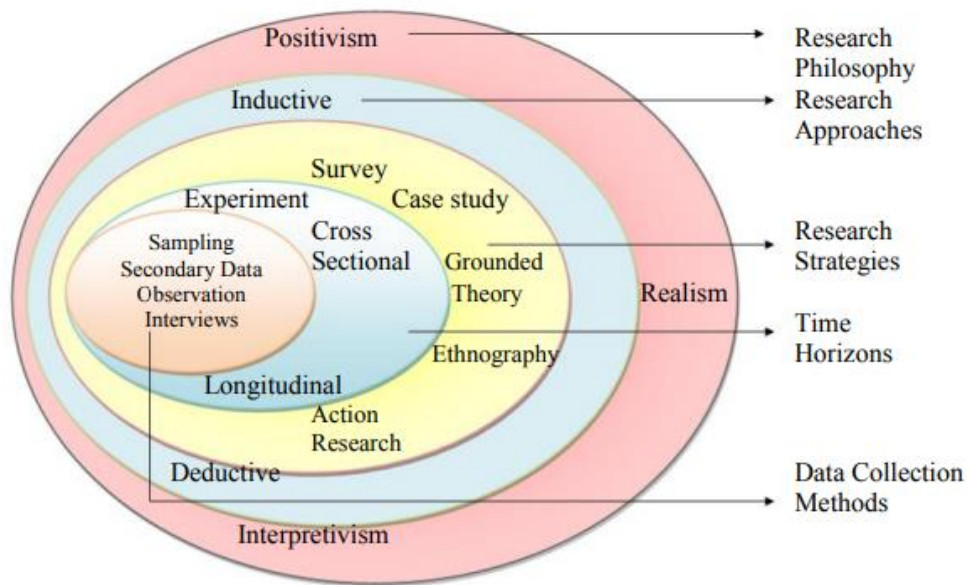 Positivism
Research
Philosophy
Inductive
Research
Approaches
Survey
Experiment
Case study
Cross
Sectional
Sampling
Secondary Data
Observation
Interviews
Grounded
Theory
Research
Strategies
Realism
Time
Horizons
Ethnography
Longitudinal
Action
Research
Deductive
Data Collection
Methods
Interpretivism